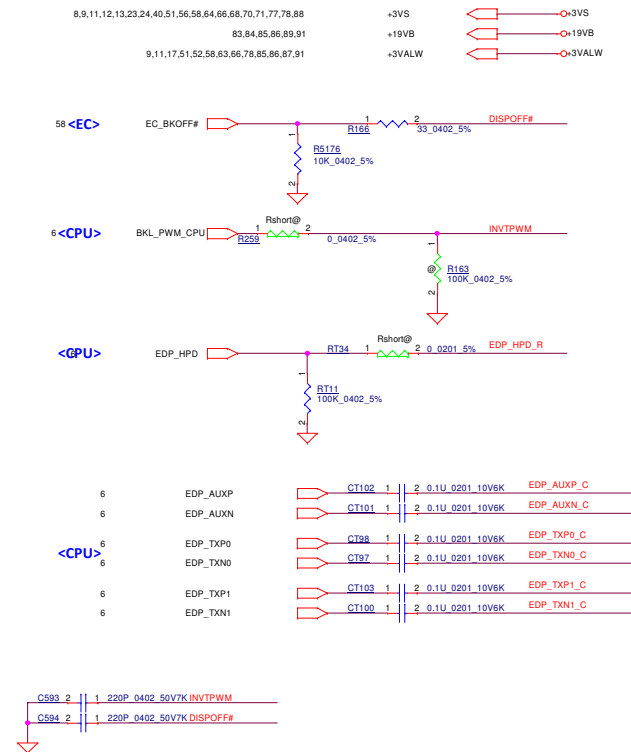 8,9,11,12,13,23,24,40,51,56,58,64,66,68,70,71,77,78,88 +3VS +3VS
83,84,85,86,89,91 +19VB +19VB
9,11,17,51,52,58,63,66,78,85,86,87,91 +3VALW +3VALW
58 <EC> EC_BKOFF# 1 R166 2 33_0402_5% DISPOFF#
1 R5176 10K_0402_5% 2
Rshort@
6 <CPU> BKL_PWM_CPU 1 R259 2 0_0402_5% INVTPWM
1 @ R163 100K_0402_5% 2
Rshort@
6 <CPU> EDP_HPD RT34 1 2 0_0201_5% EDP_HPD_R
1 RT11 100K_0402_5% 2
6 EDP_AUXP CT102 1 2 0.1U_0201_10V6K EDP_AUXP_C
6 EDP_AUXN CT101 1 2 0.1U_0201_10V6K EDP_AUXN_C
6 EDP_TXP0 CT98 1 2 0.1U_0201_10V6K EDP_TXP0_C
<CPU>
6 EDP_TXN0 CT97 1 2 0.1U_0201_10V6K EDP_TXN0_C
6 EDP_TXP1 CT103 1 2 0.1U_0201_10V6K EDP_TXP1_C
6 EDP_TXN1 CT100 1 2 0.1U_0201_10V6K EDP_TXN1_C
C593 2 1 220P_0402_50V7K INVTPWM
C594 2 1 220P_0402_50V7K DISPOFF#